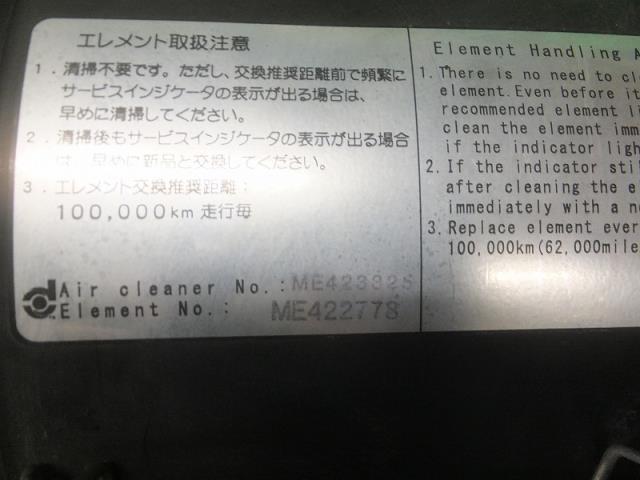 エレメント取扱注意
1. 清掃不要です。ただし、交換推奨距離前で頻繁に
サービスインジケータの表示が出る場合は、
早めに清掃してください。
2. 清掃後もサービスインジケータの表示が出る場合
は、早めに新品と交換してください。
3. エレメント交換推奨距離:
100,000km 走行毎
Air cleaner No.: ME423325
Element No.: ME422778
Element Handling A
1. There is no need to cl
element. Even before it
recommended element li
clean the element imm
if the indicator ligh
2. If the indicator stil
after cleaning the e
immediately with a n
3. Replace element ever
100,000km(62,000mile